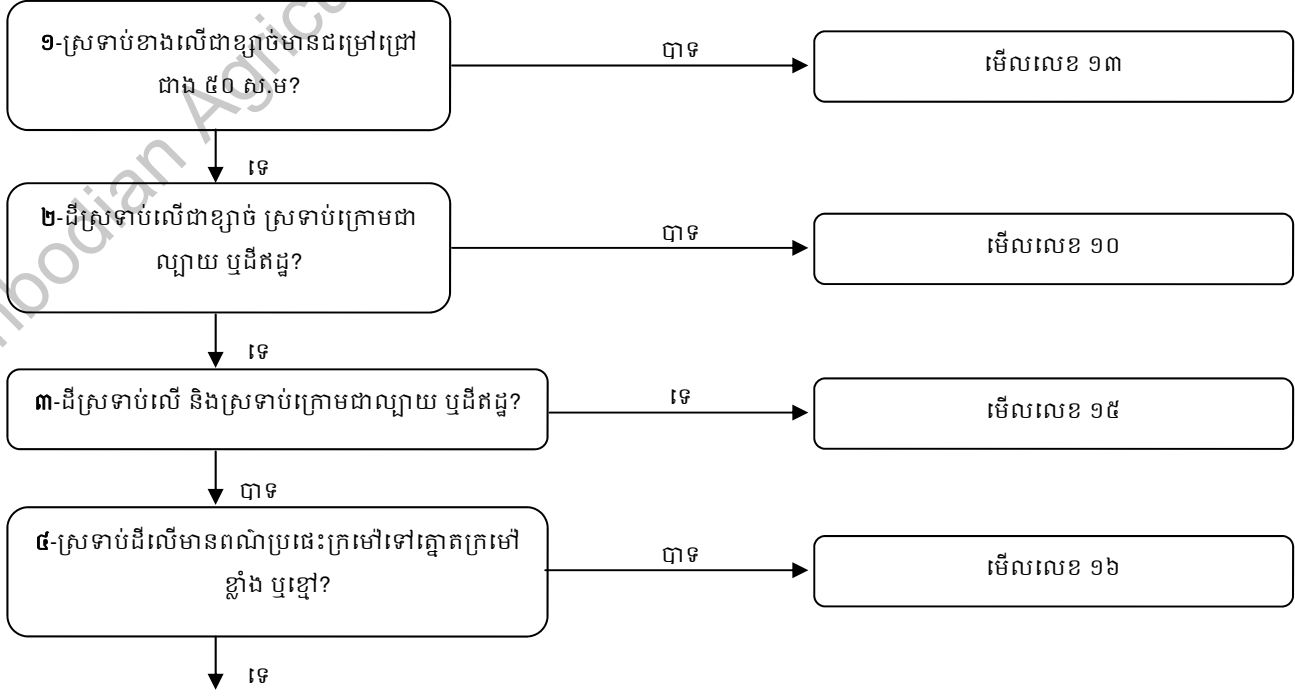 ១-ស្រទាប់ខាងលើជាខ្សាច់មានជម្រៅជ្រៅ
ជាង ៥០ ស.ម?
បាទ
មើលលេខ ១៣
ទេ
២-ដីស្រទាប់លើជាខ្សាច់ ស្រទាប់ក្រោមជា
ល្បាយ ឬដីឥដ្ឋ?
បាទ
មើលលេខ ១០
ទេ
៣-ដីស្រទាប់លើ និងស្រទាប់ក្រោមជាល្បាយ ឬដីឥដ្ឋ?
ទេ
មើលលេខ ១៥
បាទ
៤-ស្រទាប់ដីលើមានពណ៌ប្រផេះក្រមៅទៅត្នោតក្រមៅ
ខ្លាំង ឬខ្មៅ?
បាទ
មើលលេខ ១៦
ទេ